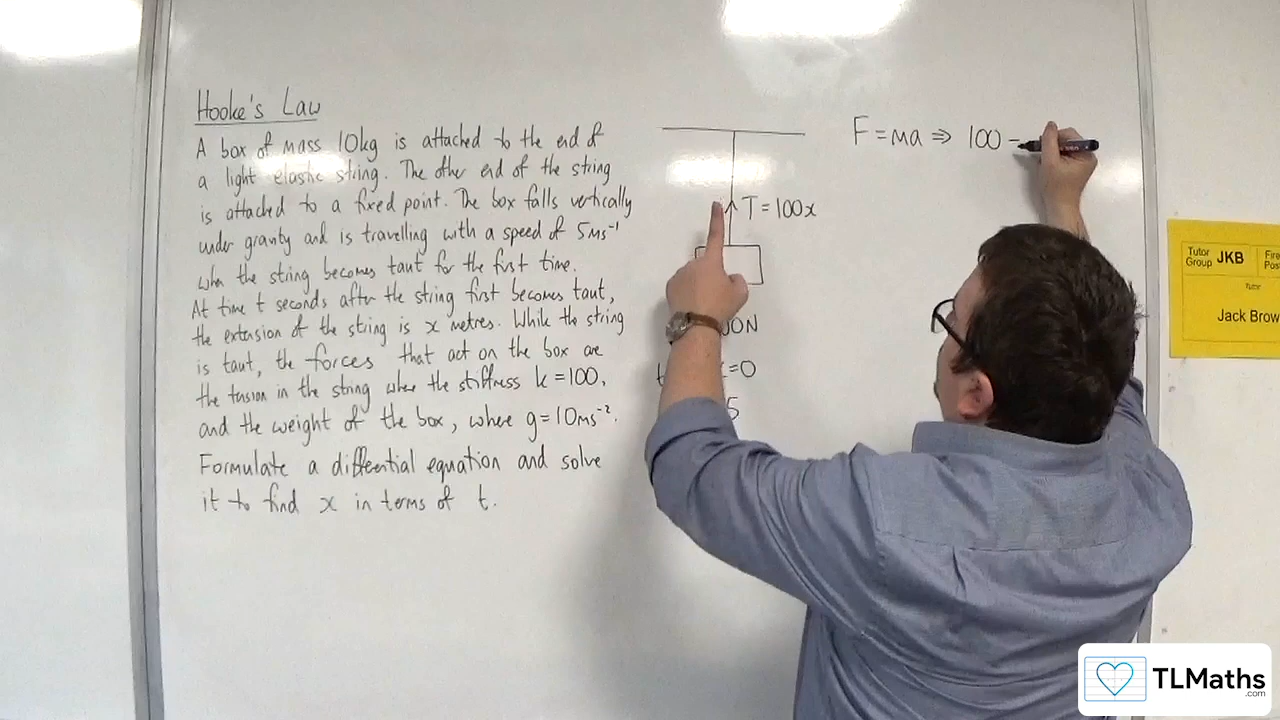 Hooke's Law
A box of mass 10kg is attached to the end of
a light elastic string. The other end of the string
is attached to a fixed point. The box falls vertically
under gravity and is travelling with a speed of 5ms⁻¹
when the string becomes taut for the first time.
At time t seconds after the string first becomes taut,
the extension of the string is x metres. While the string
is taut, the forces that act on the box are
the tension in the string where the stiffness k=100,
and the weight of the box, where g=10ms⁻².
Formulate a differential equation and solve
it to find x in terms of t.
T=100x
0N
=0
5
F=ma ⇒ 100 -
Tutor
Group JKB
Fire
Tutor
Jack Brow
TLMaths
.com